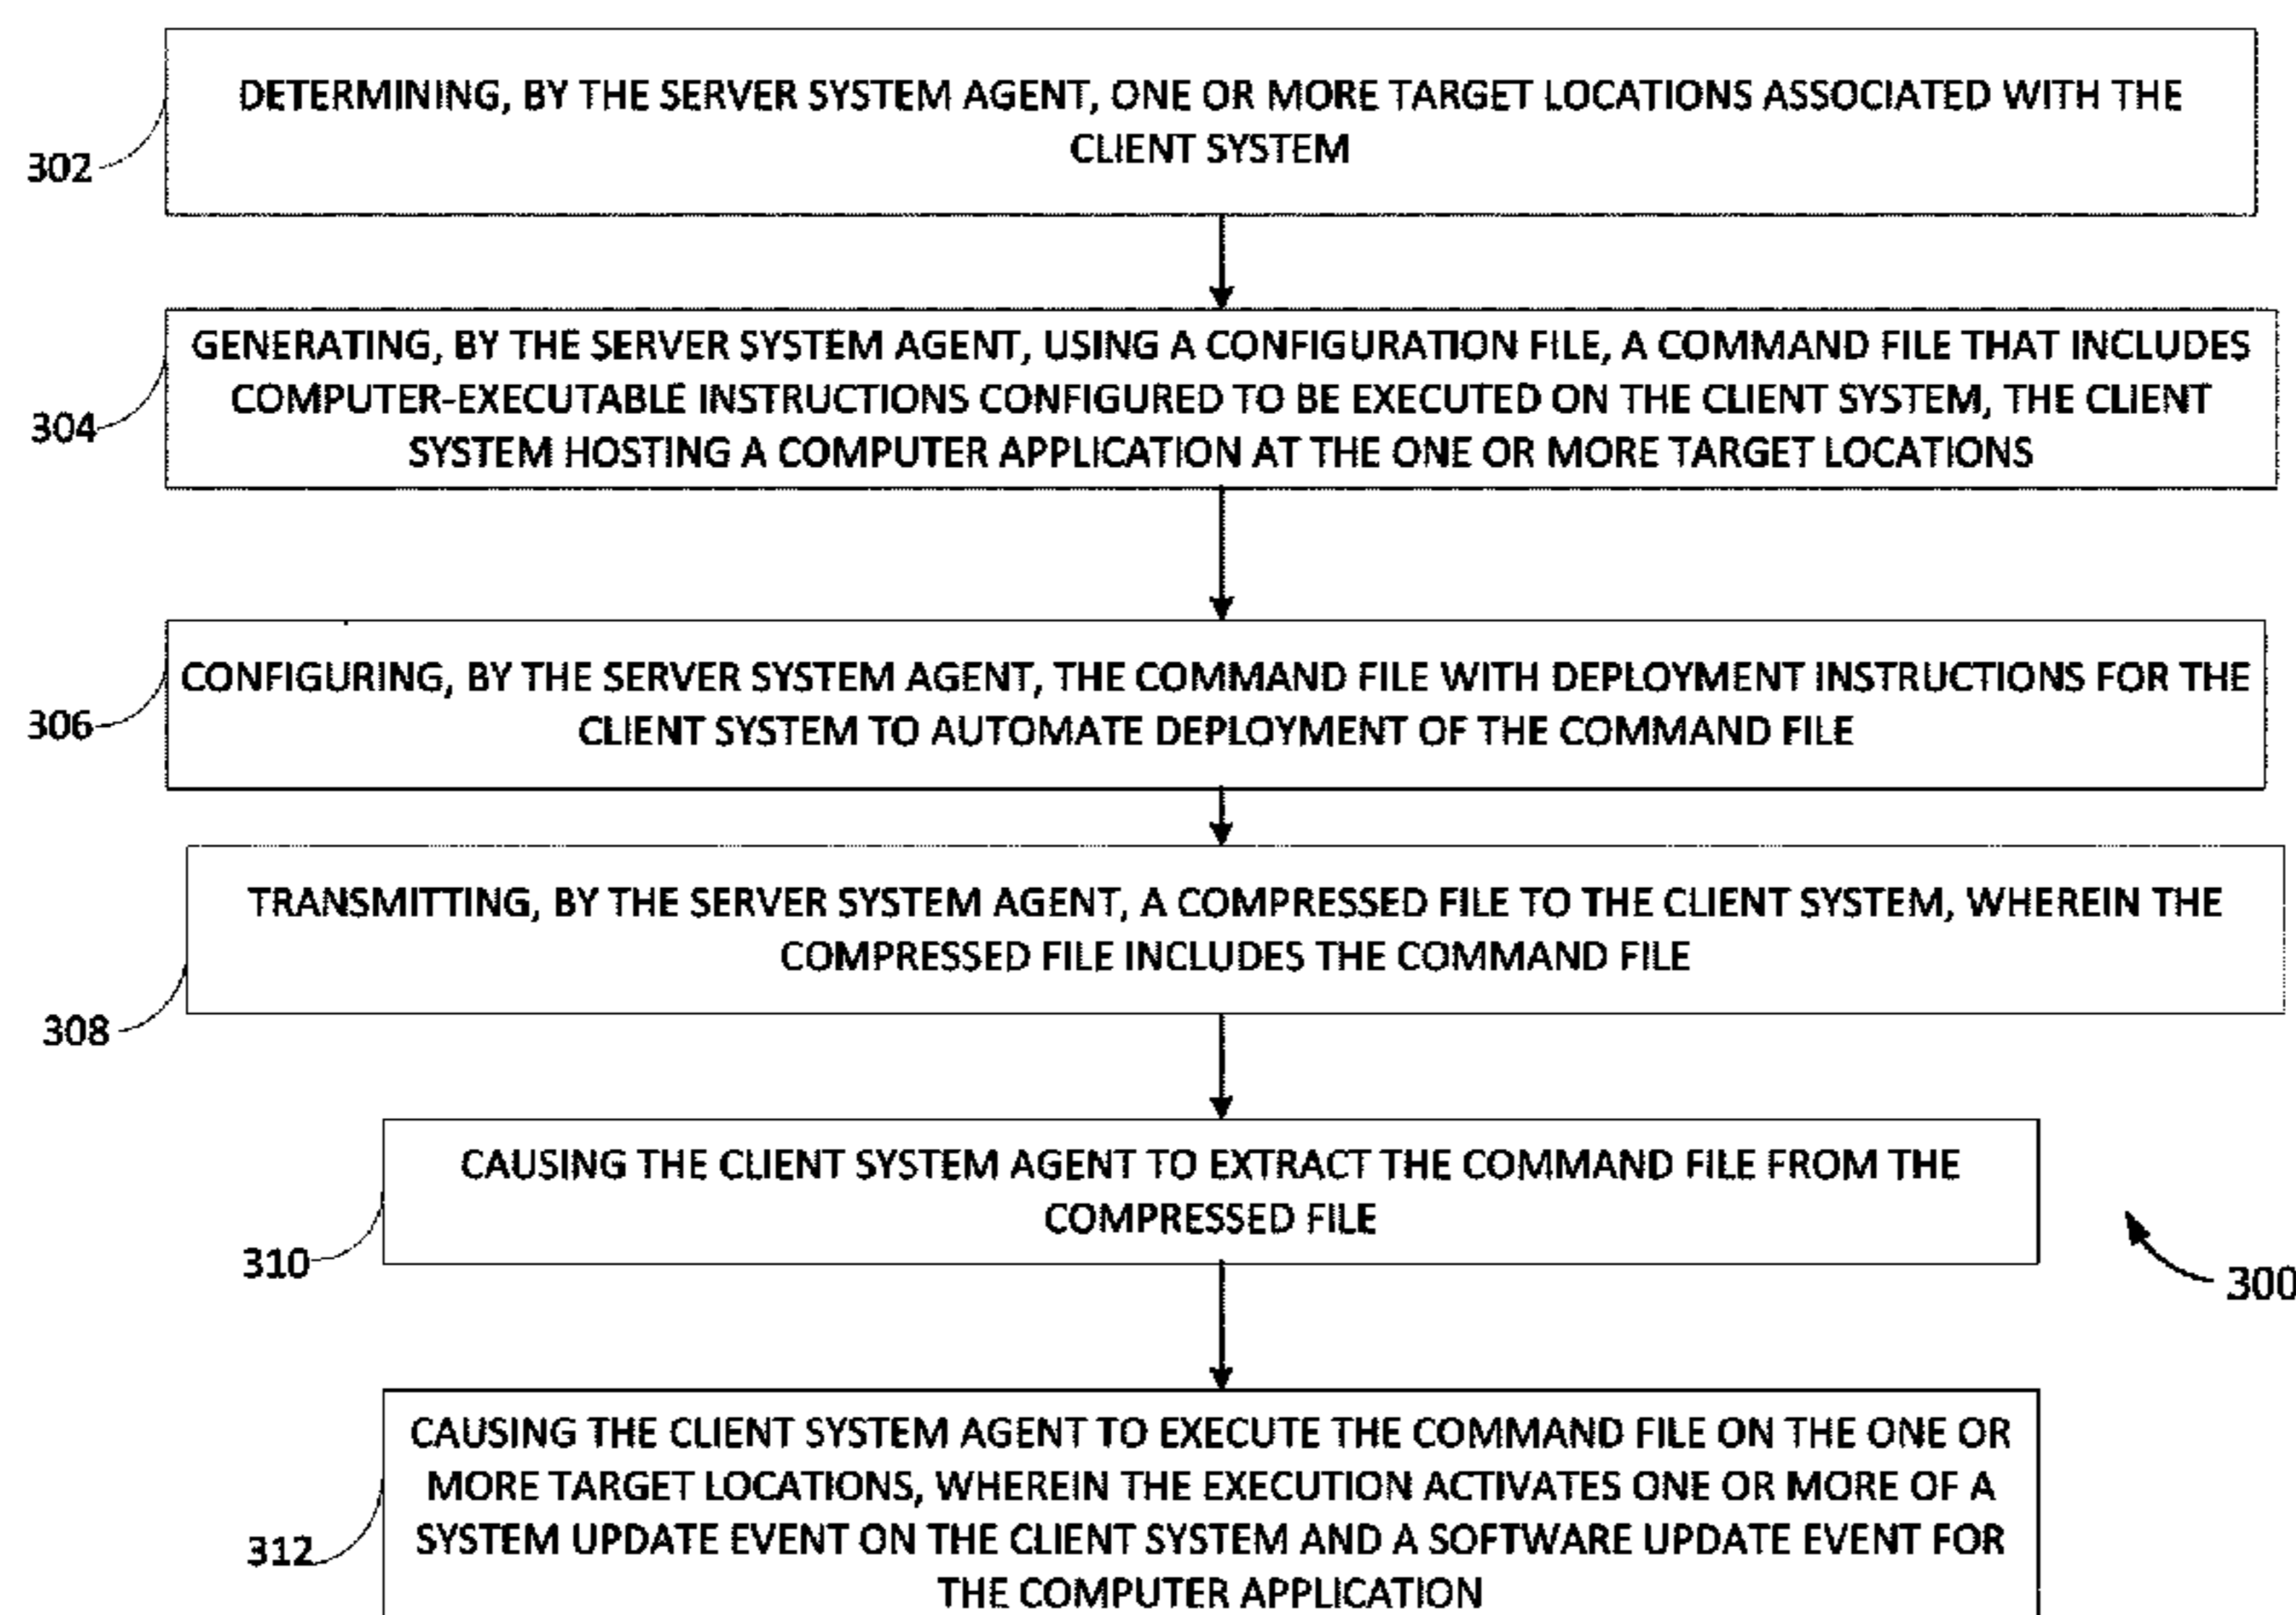 DETERMINING, BY THE SERVER SYSTEM AGENT, ONE OR MORE TARGET LOCATIONS ASSOCIATED WITH THE
CLIENT SYSTEM
302
GENERATING, BY THE SERVER SYSTEM AGENT, USING A CONFIGURATION FILE, A COMMAND FILE THAT INCLUDES
COMPUTER-EXECUTABLE INSTRUCTIONS CONFIGURED TO BE EXECUTED ON THE CLIENT SYSTEM, THE CLIENT
SYSTEM HOSTING A COMPUTER APPLICATION AT THE ONE OR MORE TARGET LOCATIONS
304
CONFIGURING, BY THE SERVER SYSTEM AGENT, THE COMMAND FILE WITH DEPLOYMENT INSTRUCTIONS FOR THE
CLIENT SYSTEM TO AUTOMATE DEPLOYMENT OF THE COMMAND FILE
306
TRANSMITTING, BY THE SERVER SYSTEM AGENT, A COMPRESSED FILE TO THE CLIENT SYSTEM, WHEREIN THE
COMPRESSED FILE INCLUDES THE COMMAND FILE
308
CAUSING THE CLIENT SYSTEM AGENT TO EXTRACT THE COMMAND FILE FROM THE
COMPRESSED FILE
310
300
CAUSING THE CLIENT SYSTEM AGENT TO EXECUTE THE COMMAND FILE ON THE ONE OR
MORE TARGET LOCATIONS, WHEREIN THE EXECUTION ACTIVATES ONE OR MORE OF A
SYSTEM UPDATE EVENT ON THE CLIENT SYSTEM AND A SOFTWARE UPDATE EVENT FOR
THE COMPUTER APPLICATION
312